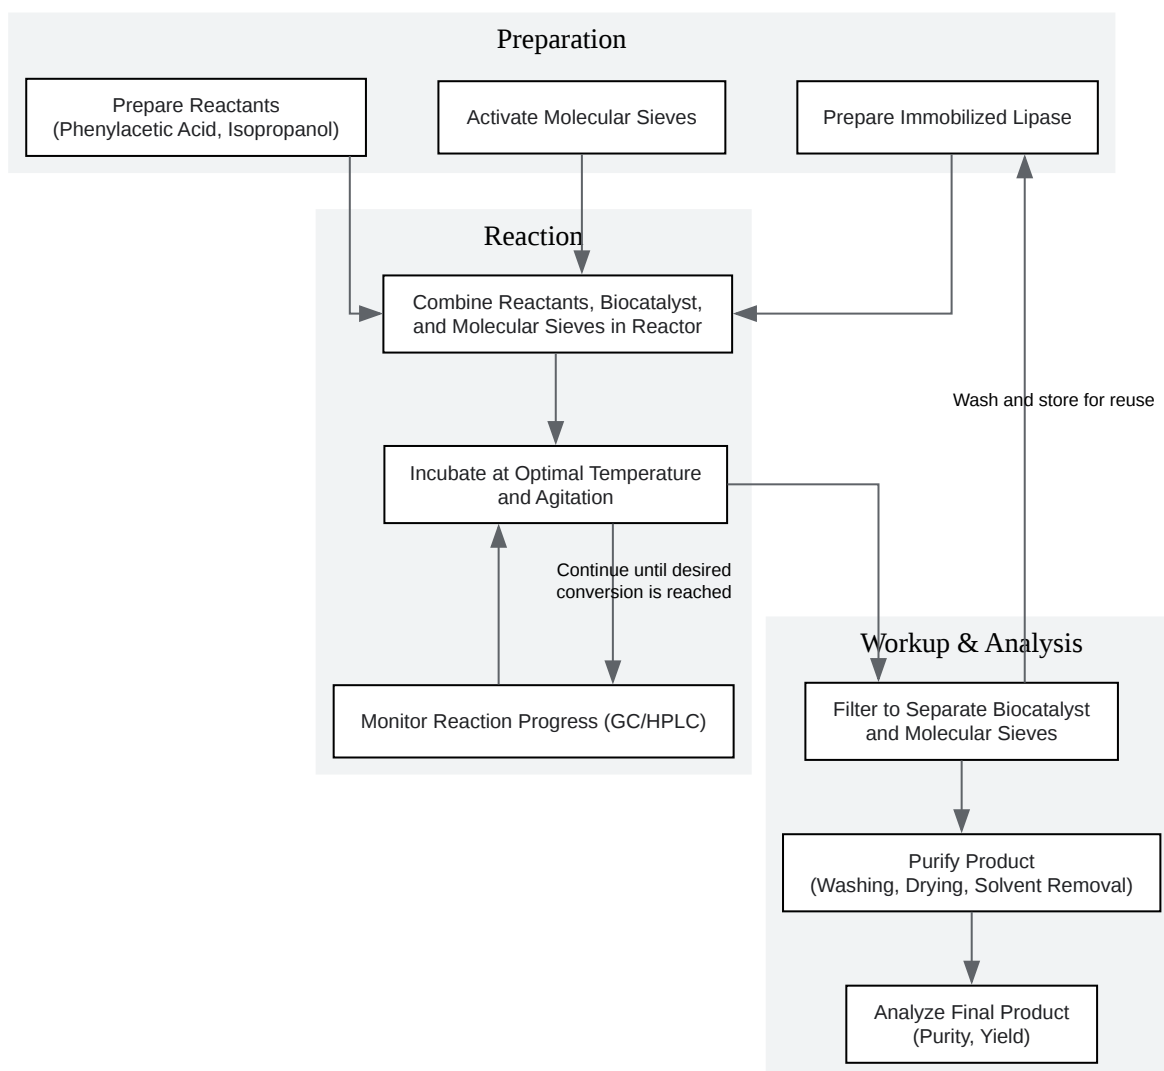 Preparation
Prepare Reactants
(Phenylacetic Acid, Isopropanol)
Activate Molecular Sieves
Prepare Immobilized Lipase
Reaction
Combine Reactants, Biocatalyst,
and Molecular Sieves in Reactor
Wash and store for reuse
Incubate at Optimal Temperature
and Agitation
Continue until desired
conversion is reached
Monitor Reaction Progress (GC/HPLC)
Workup & Analysis
Filter to Separate Biocatalyst
and Molecular Sieves
Purify Product
(Washing, Drying, Solvent Removal)
Analyze Final Product
(Purity, Yield)